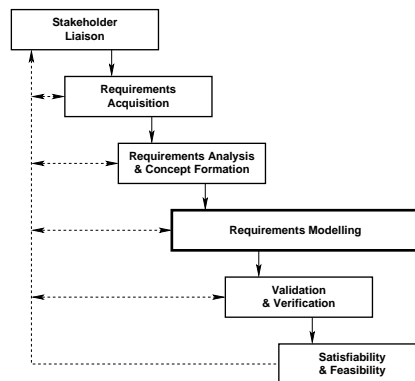 Stakeholder
Liaison
Requirements
Acquisition
Requirements Analysis
& Concept Formation
Requirements Modelling
Validation
& Verification
Satisfiability
& Feasibility